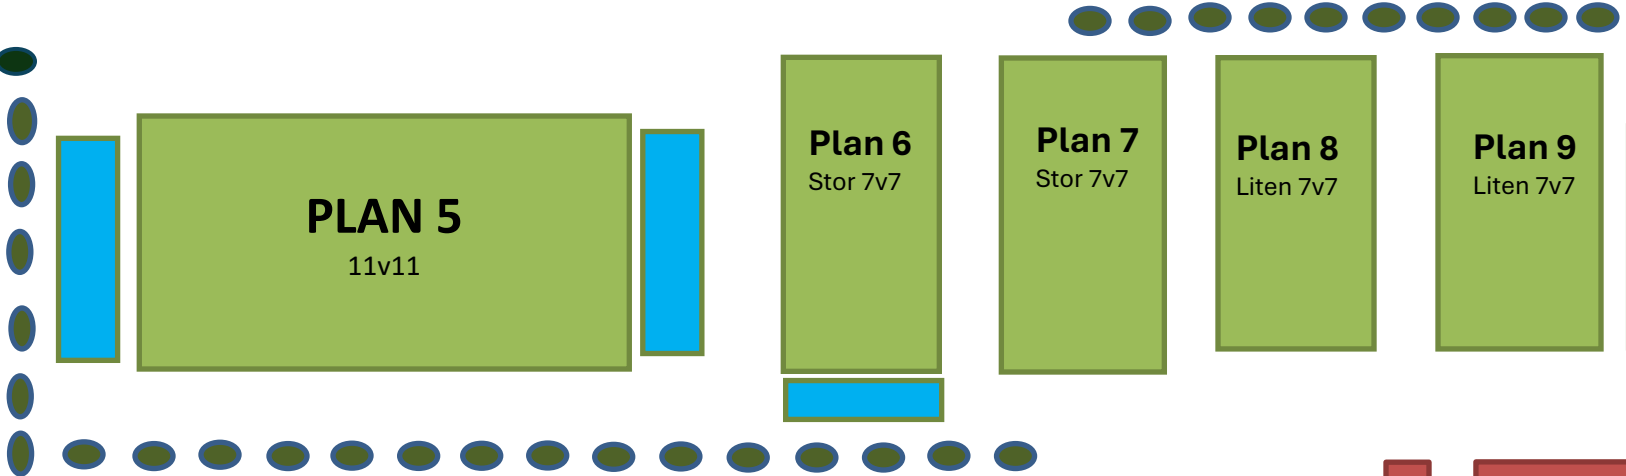 PLAN 5
11v11
Plan 6
Stor 7v7
Plan 7
Stor 7v7
Plan 8
Liten 7v7
Plan 9
Liten 7v7